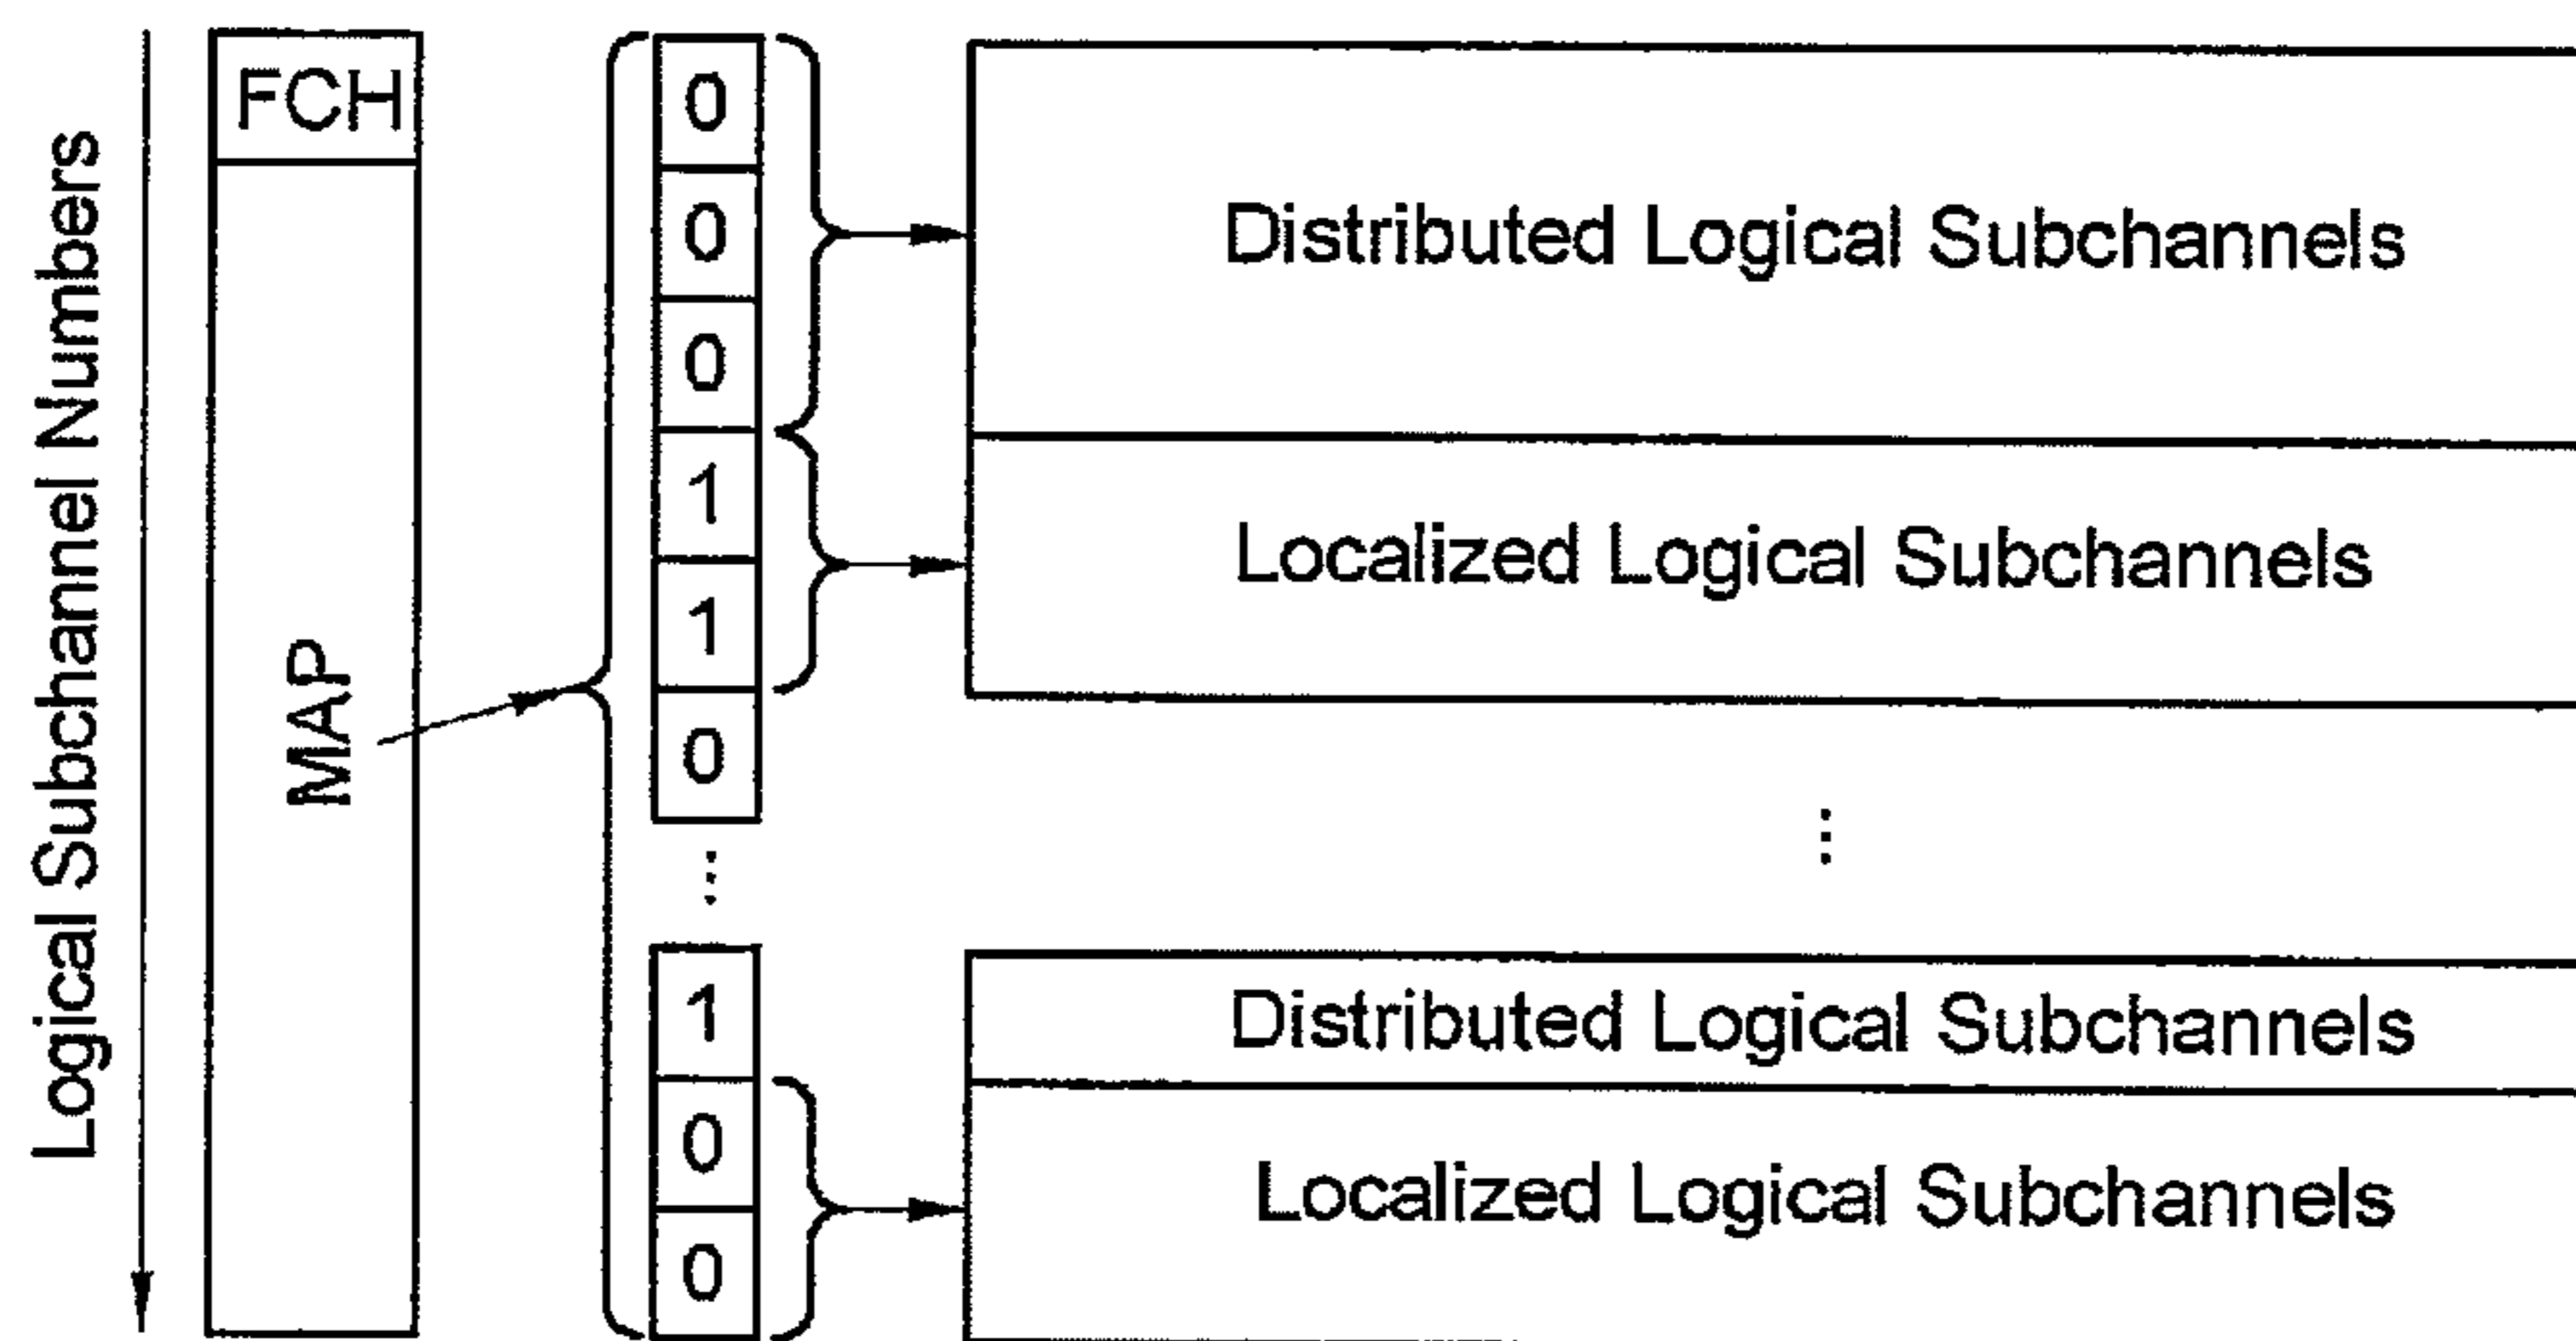 Logical Subchannel Numbers
FCH
MAP
0
0
0
1
1
0
⋮
1
0
0
Distributed Logical Subchannels
Localized Logical Subchannels
⋮
Distributed Logical Subchannels
Localized Logical Subchannels